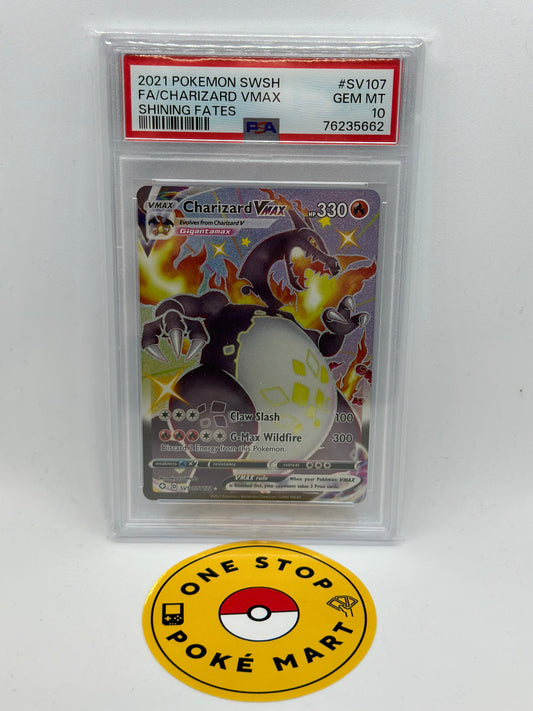 2021 POKEMON SWSH #SV107
FA/CHARIZARD VMAX GEM MT
SHINING FATES 10
76235662
PSA
VMAX Charizard VMAX HP 330
Evolves from Charizard V
Gigantamax
Claw Slash 100
G-Max Wildfire 300
Discard 2 Energy from this Pokémon.
weakness resistance retreat
VMAX rule When your Pokémon VMAX
is Knocked Out, your opponent takes 3 Prize cards.
ONE STOP
POKÉ MART